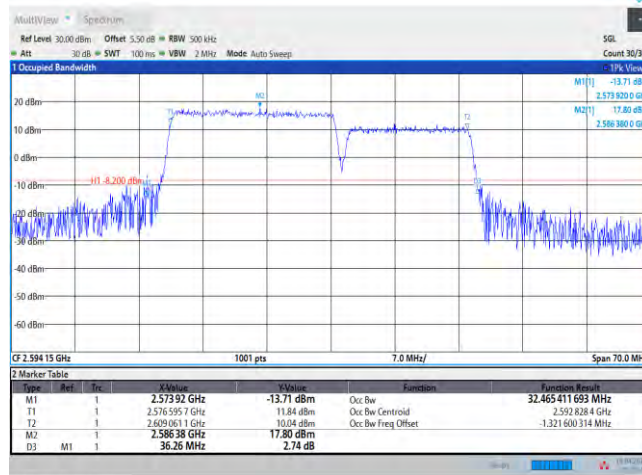 MultiView Spectrum
Ref Level 30.00 dBm Offset 5.50 dB RBW 500 kHz SGL
Att 30 dB SWT 100 ms VBW 2 MHz Mode Auto Sweep Count 30/3
1 Occupied Bandwidth 1Pk View
M1[1] -13.71 dB
2.573 920 0 G
M2[1] 17.80 dB
2.586 380 0 G
M2
T1
T2
20 dBm
10 dBm
0 dBm
H1 -8.200 dBm
M1
D3
-10 dBm
-20 dBm
-30 dBm
-40 dBm
-50 dBm
-60 dBm
CF 2.594 15 GHz 1001 pts 7.0 MHz/ Span 70.0 MH
2 Marker Table
Type Ref Trc X-Value Y-Value Function Function Result
M1 1 2.573 92 GHz -13.71 dBm Occ Bw 32.465 411 693 MHz
T1 1 2.576 595 7 GHz 11.84 dBm Occ Bw Centroid 2.592 828 4 GHz
T2 1 2.609 061 1 GHz 10.04 dBm Occ Bw Freq Offset -1.321 600 314 MHz
M2 1 2.586 38 GHz 17.80 dBm
D3 M1 1 36.26 MHz 2.74 dB